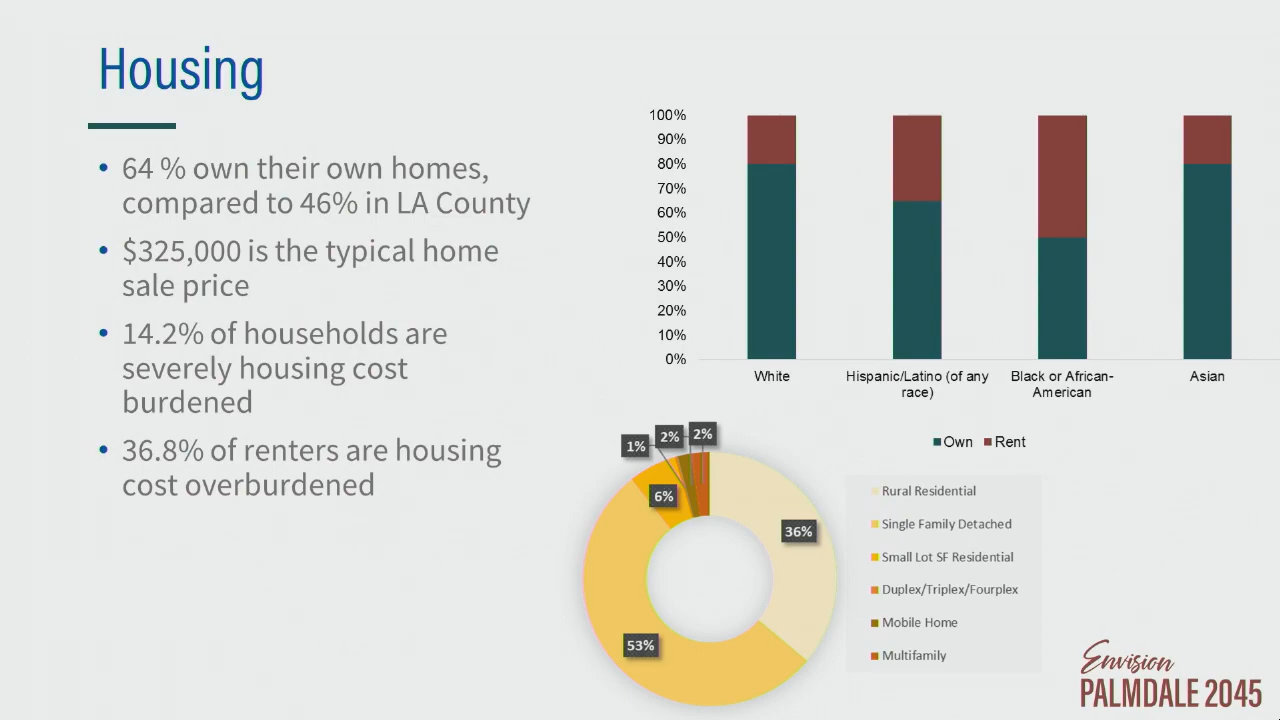 Housing
• 64 % own their own homes,
compared to 46% in LA County
• $325,000 is the typical home
sale price
• 14.2% of households are
severely housing cost
burdened
• 36.8% of renters are housing
cost overburdened
100%
90%
80%
70%
60%
50%
40%
30%
20%
10%
0%
White
Hispanic/Latino (of any
race)
Black or African-
American
Asian
Own Rent
1%
2%
2%
6%
36%
53%
Rural Residential
Single Family Detached
Small Lot SF Residential
Duplex/Triplex/Fourplex
Mobile Home
Multifamily
Envision
PALMDALE 2045